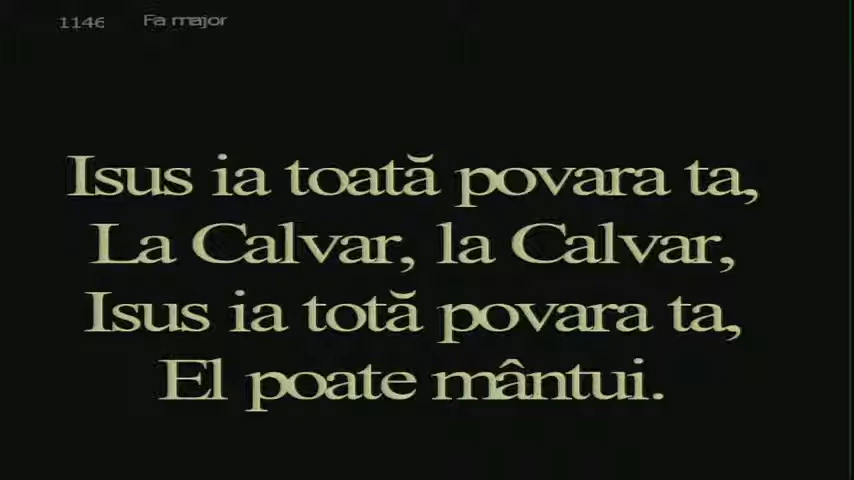 1146 Fa major
Isus ia toată povara ta,
La Calvar, la Calvar,
Isus ia totă povara ta,
El poate mântui.